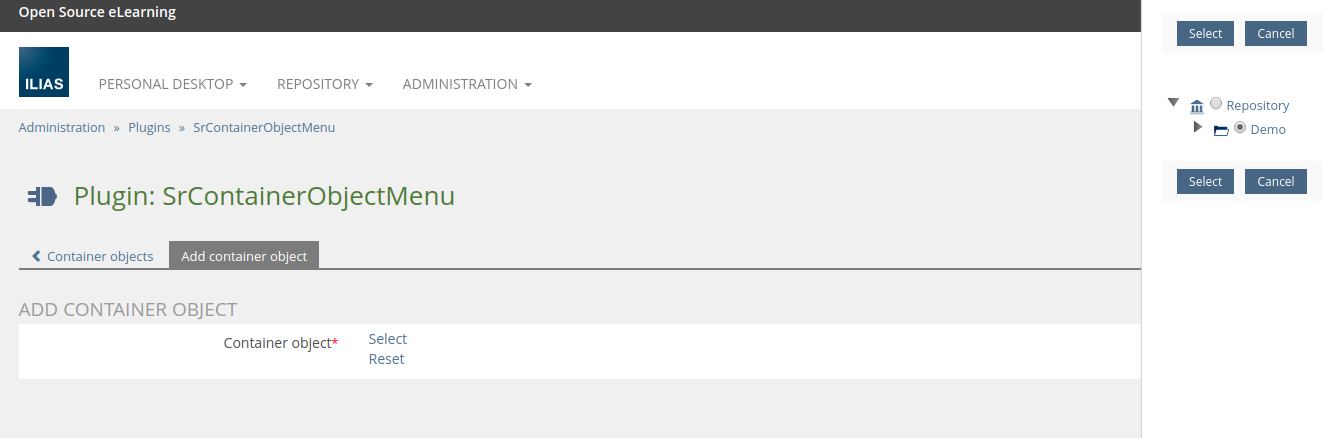 Open Source eLearning
ILIAS
PERSONAL DESKTOP REPOSITORY ADMINISTRATION
Administration » Plugins » SrContainerObjectMenu
Plugin: SrContainerObjectMenu
Container objects Add container object
ADD CONTAINER OBJECT
Container object* Select
Reset
Select Cancel
Repository
Demo
Select Cancel